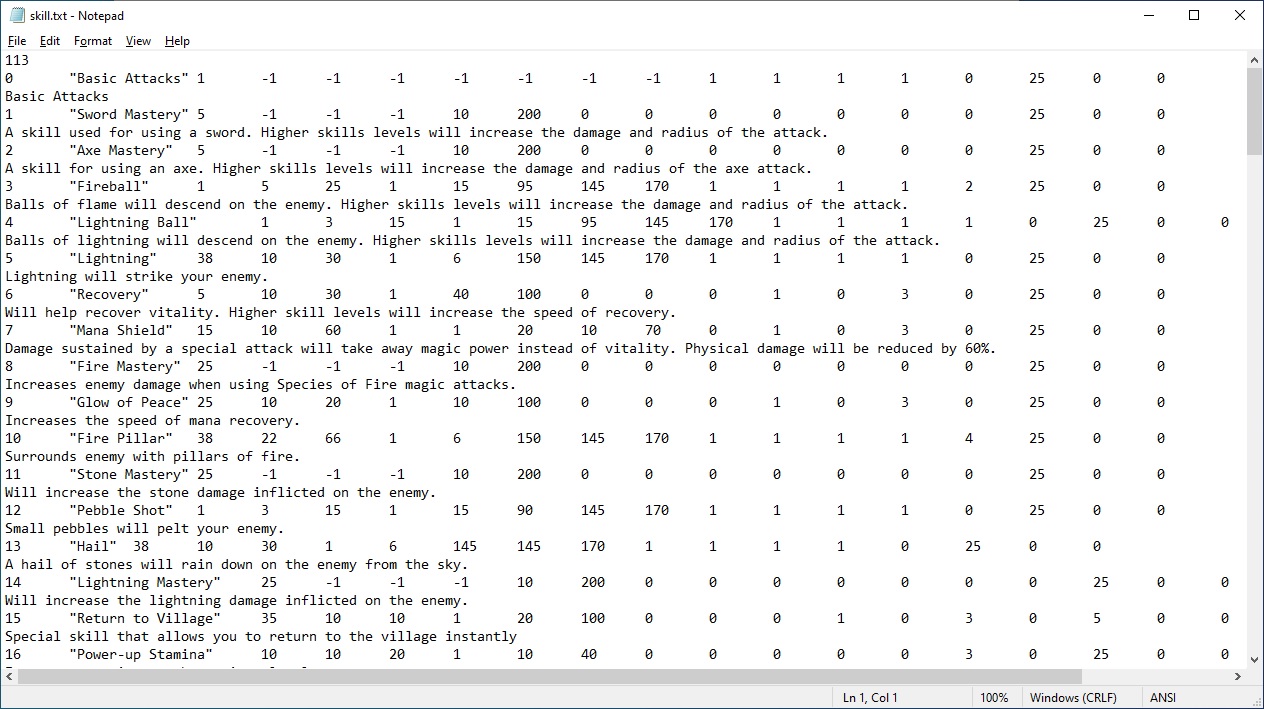 skill.txt - Notepad
File Edit Format View Help
113
0 "Basic Attacks" 1 -1 -1 -1 -1 -1 -1 -1 1 1 1 1 0 25 0 0
Basic Attacks
1 "Sword Mastery" 5 -1 -1 -1 10 200 0 0 0 0 0 0 0 25 0 0
A skill used for using a sword. Higher skills levels will increase the damage and radius of the attack.
2 "Axe Mastery" 5 -1 -1 -1 10 200 0 0 0 0 0 0 0 25 0 0
A skill for using an axe. Higher skills levels will increase the damage and radius of the axe attack.
3 "Fireball" 1 5 25 1 15 95 145 170 1 1 1 1 2 25 0 0
Balls of flame will descend on the enemy. Higher skills levels will increase the damage and radius of the attack.
4 "Lightning Ball" 1 3 15 1 15 95 145 170 1 1 1 1 0 25 0 0
Balls of lightning will descend on the enemy. Higher skills levels will increase the damage and radius of the attack.
5 "Lightning" 38 10 30 1 6 150 145 170 1 1 1 1 0 25 0 0
Lightning will strike your enemy.
6 "Recovery" 5 10 30 1 40 100 0 0 0 1 0 3 0 25 0 0
Will help recover vitality. Higher skill levels will increase the speed of recovery.
7 "Mana Shield" 15 10 60 1 1 20 10 70 0 1 0 3 0 25 0 0
Damage sustained by a special attack will take away magic power instead of vitality. Physical damage will be reduced by 60%.
8 "Fire Mastery" 25 -1 -1 -1 10 200 0 0 0 0 0 0 0 25 0 0
Increases enemy damage when using Species of Fire magic attacks.
9 "Glow of Peace" 25 10 20 1 10 100 0 0 0 1 0 3 0 25 0 0
Increases the speed of mana recovery.
10 "Fire Pillar" 38 22 66 1 6 150 145 170 1 1 1 1 4 25 0 0
Surrounds enemy with pillars of fire.
11 "Stone Mastery" 25 -1 -1 -1 10 200 0 0 0 0 0 0 0 25 0 0
Will increase the stone damage inflicted on the enemy.
12 "Pebble Shot" 1 3 15 1 15 90 145 170 1 1 1 1 0 25 0 0
Small pebbles will pelt your enemy.
13 "Hail" 38 10 30 1 6 145 145 170 1 1 1 1 0 25 0 0
A hail of stones will rain down on the enemy from the sky.
14 "Lightning Mastery" 25 -1 -1 -1 10 200 0 0 0 0 0 0 0 25 0 0
Will increase the lightning damage inflicted on the enemy.
15 "Return to Village" 35 10 10 1 20 100 0 0 0 1 0 3 0 5 0 0
Special skill that allows you to return to the village instantly
16 "Power-up Stamina" 10 10 20 1 10 40 0 0 0 0 0 3 0 25 0 0
Ln 1, Col 1 100% Windows (CRLF) ANSI